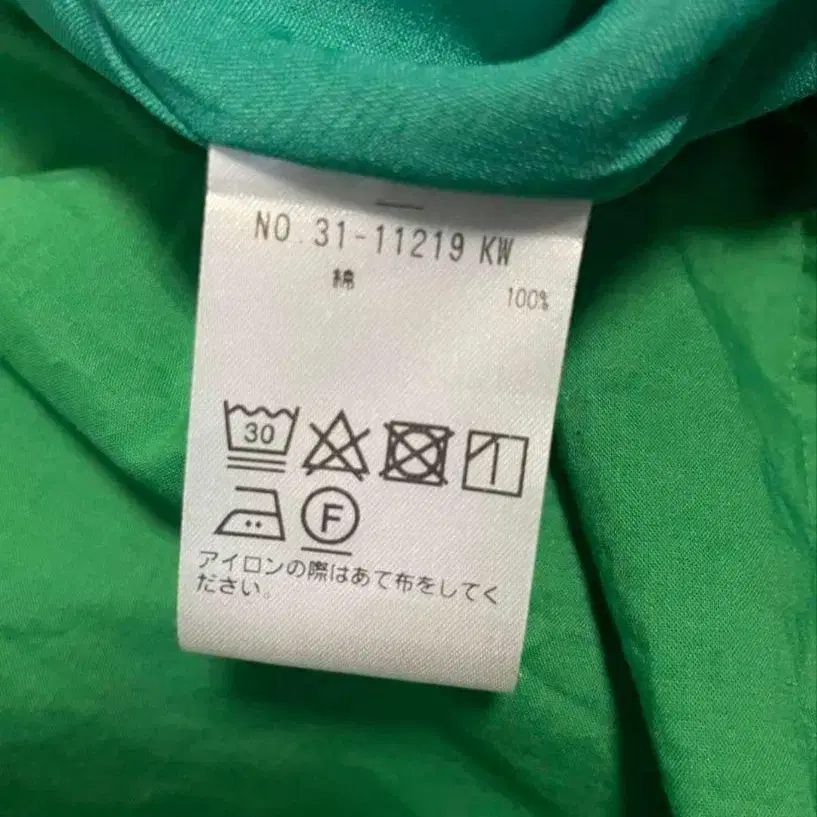 NO.31-11219 KW
綿 100%
30
F
アイロンの際はあて布をしてく
ださい。